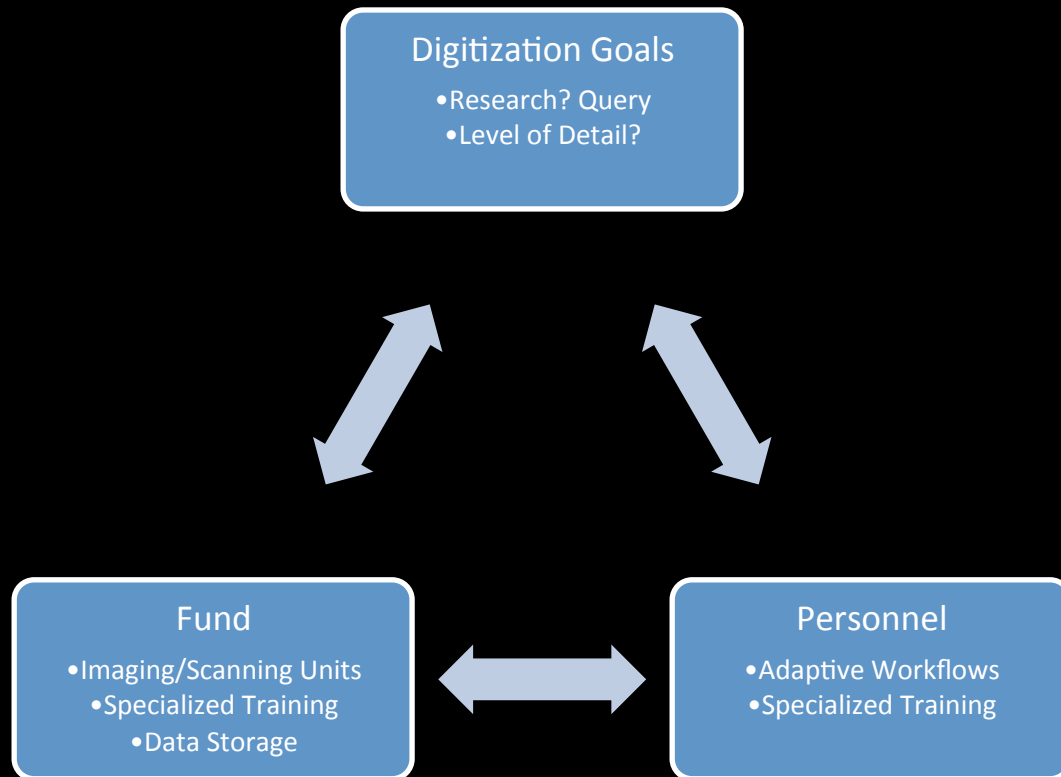 Digitization Goals
•Research? Query
•Level of Detail?
Fund
•Imaging/Scanning Units
•Specialized Training
•Data Storage
Personnel
•Adaptive Workflows
•Specialized Training